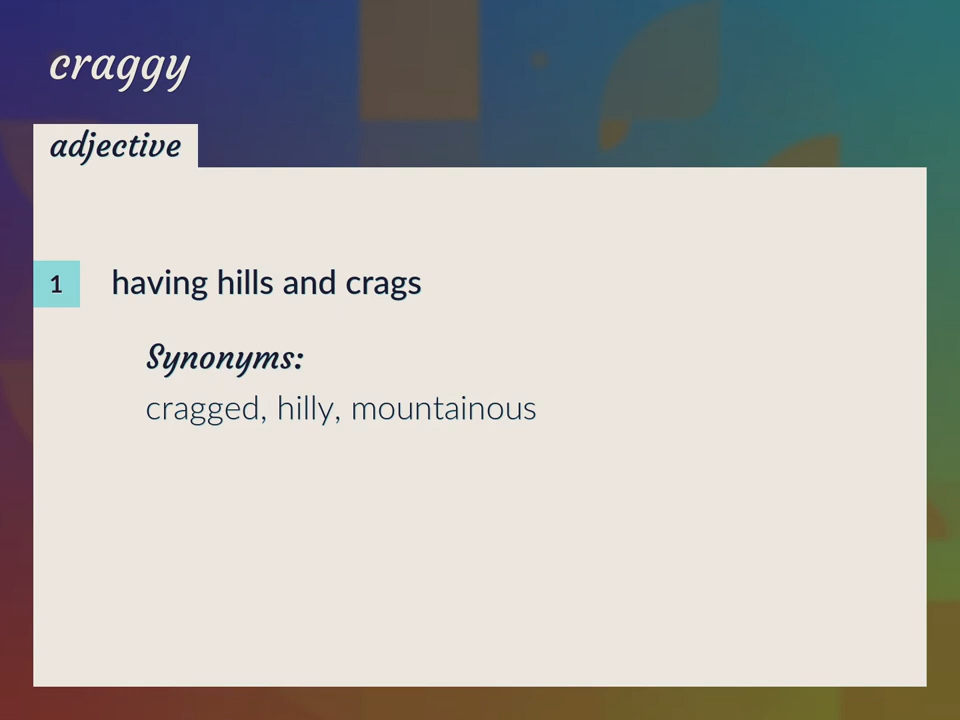 craggy
adjective
1 having hills and crags
Synonyms:
cragged, hilly, mountainous